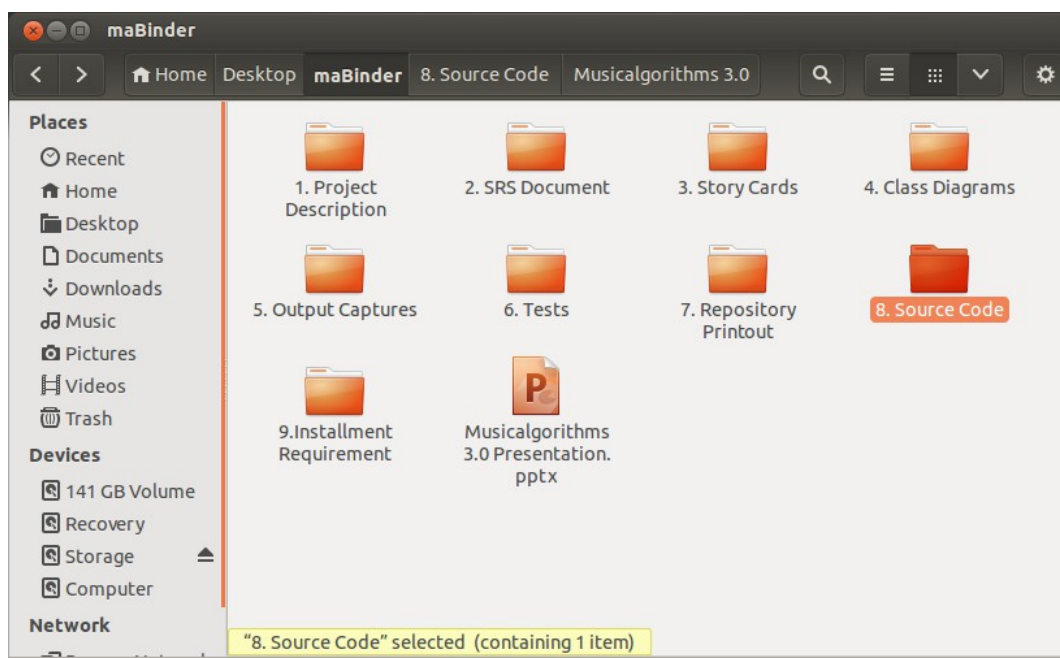 maBinder
Home Desktop maBinder 8. Source Code Musicalgorithms 3.0
Places
Recent
Home
Desktop
Documents
Downloads
Music
Pictures
Videos
Trash
Devices
141 GB Volume
Recovery
Storage
Computer
Network
1. Project
Description
2. SRS Document
3. Story Cards
4. Class Diagrams
5. Output Captures
6. Tests
7. Repository
Printout
8. Source Code
9.Installment
Requirement
P
Musicalgorithms
3.0 Presentation.
pptx
“8. Source Code” selected (containing 1 item)